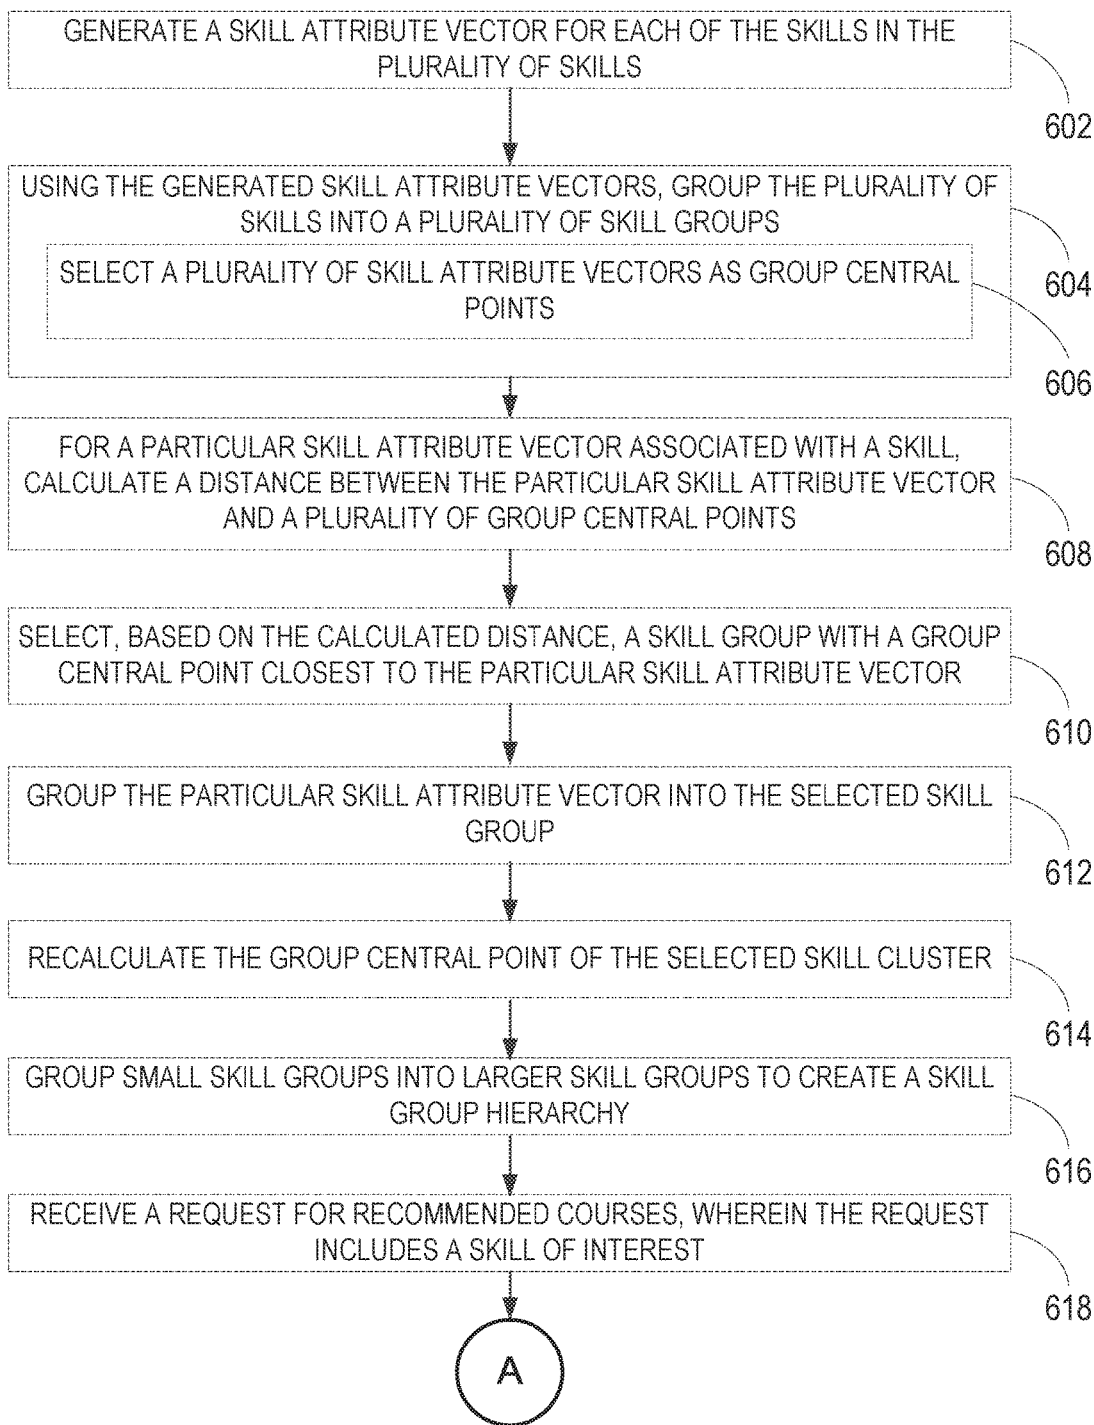 GENERATE A SKILL ATTRIBUTE VECTOR FOR EACH OF THE SKILLS IN THE
PLURALITY OF SKILLS
602
USING THE GENERATED SKILL ATTRIBUTE VECTORS, GROUP THE PLURALITY OF
SKILLS INTO A PLURALITY OF SKILL GROUPS
604
SELECT A PLURALITY OF SKILL ATTRIBUTE VECTORS AS GROUP CENTRAL
POINTS
606
FOR A PARTICULAR SKILL ATTRIBUTE VECTOR ASSOCIATED WITH A SKILL,
CALCULATE A DISTANCE BETWEEN THE PARTICULAR SKILL ATTRIBUTE VECTOR
AND A PLURALITY OF GROUP CENTRAL POINTS
608
SELECT, BASED ON THE CALCULATED DISTANCE, A SKILL GROUP WITH A GROUP
CENTRAL POINT CLOSEST TO THE PARTICULAR SKILL ATTRIBUTE VECTOR
610
GROUP THE PARTICULAR SKILL ATTRIBUTE VECTOR INTO THE SELECTED SKILL
GROUP
612
RECALCULATE THE GROUP CENTRAL POINT OF THE SELECTED SKILL CLUSTER
614
GROUP SMALL SKILL GROUPS INTO LARGER SKILL GROUPS TO CREATE A SKILL
GROUP HIERARCHY
616
RECEIVE A REQUEST FOR RECOMMENDED COURSES, WHEREIN THE REQUEST
INCLUDES A SKILL OF INTEREST
618
A